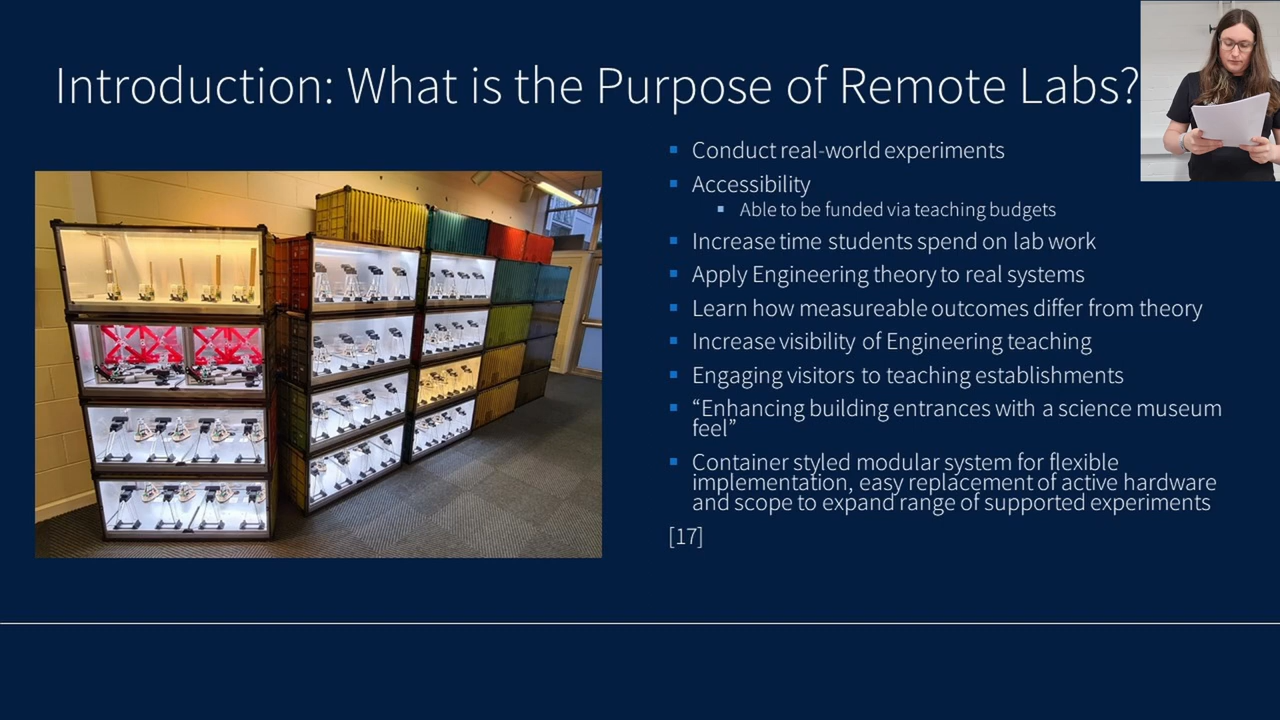 Introduction: What is the Purpose of Remote Labs?
Conduct real-world experiments
Accessibility
Able to be funded via teaching budgets
Increase time students spend on lab work
Apply Engineering theory to real systems
Learn how measureable outcomes differ from theory
Increase visibility of Engineering teaching
Engaging visitors to teaching establishments
“Enhancing building entrances with a science museum
feel”
Container styled modular system for flexible
implementation, easy replacement of active hardware
and scope to expand range of supported experiments
[17]